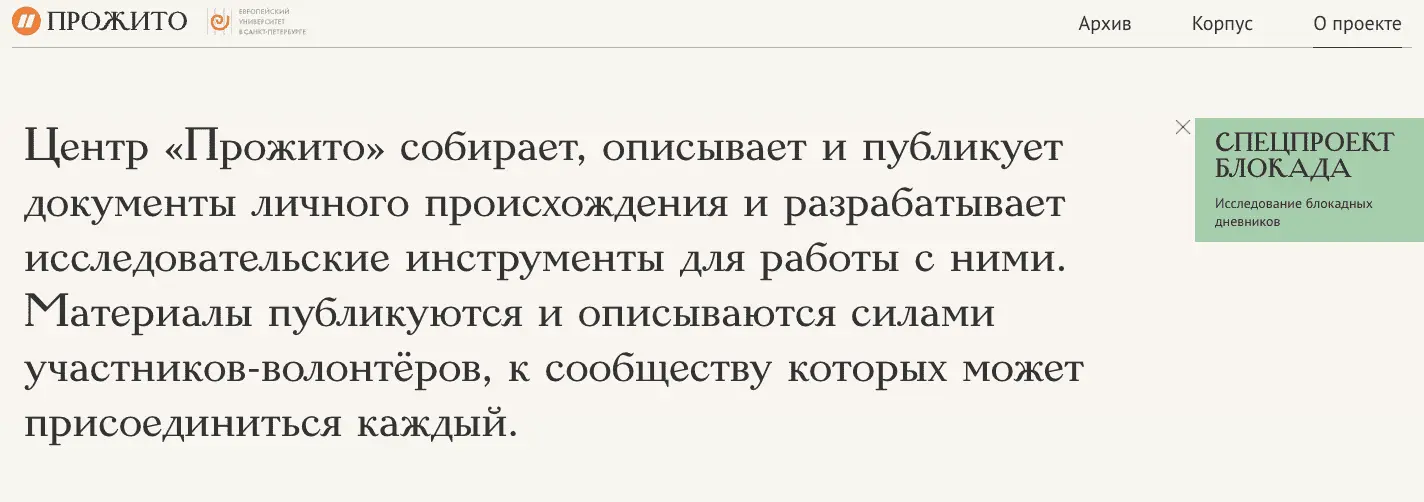 ПРОЖИТО
ЕВРОПЕЙСКИЙ
УНИВЕРСИТЕТ
В САНКТ-ПЕТЕРБУРГЕ
Архив
Корпус
О проекте
Центр «Прожито» собирает, описывает и публикует
документы личного происхождения и разрабатывает
исследовательские инструменты для работы с ними.
Материалы публикуются и описываются силами
участников-волонтёров, к сообществу которых может
присоединиться каждый.
СПЕЦПРОЕКТ
БЛОКАДА
Исследование блокадных
дневников